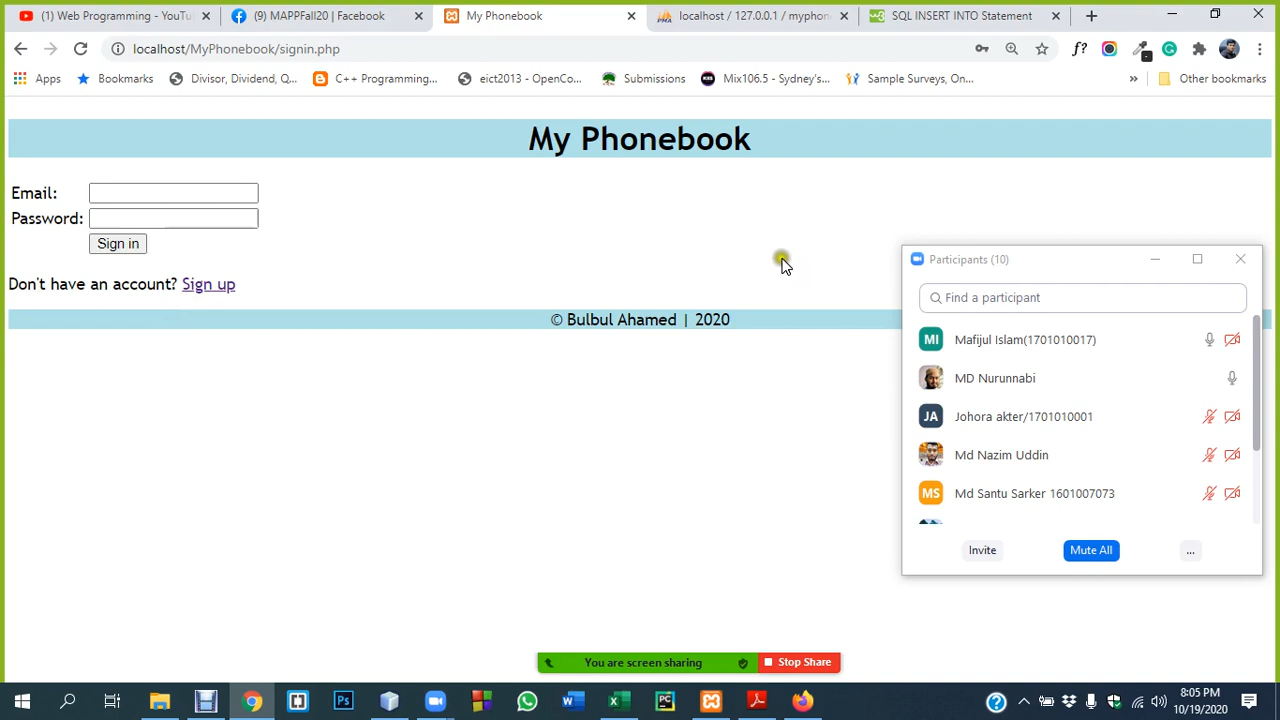 (1) Web Programming - YouTu
(9) MAPPFall20 | Facebook
My Phonebook
localhost / 127.0.0.1 / myphon
SQL INSERT INTO Statement
localhost/MyPhonebook/signin.php
Apps
Bookmarks
Divisor, Dividend, Q...
C++ Programming...
eict2013 - OpenCo...
Submissions
Mix106.5 - Sydney's...
Sample Surveys, On...
»
Other bookmarks
My Phonebook
Email:
Password:
Sign in
Don't have an account? Sign up
© Bulbul Ahamed | 2020
Participants (10)
Find a participant
MI Mafijul Islam(1701010017)
MD Nurunnabi
JA Johora akter/1701010001
Md Nazim Uddin
MS Md Santu Sarker 1601007073
Invite
Mute All
...
You are screen sharing
Stop Share
8:05 PM
10/19/2020